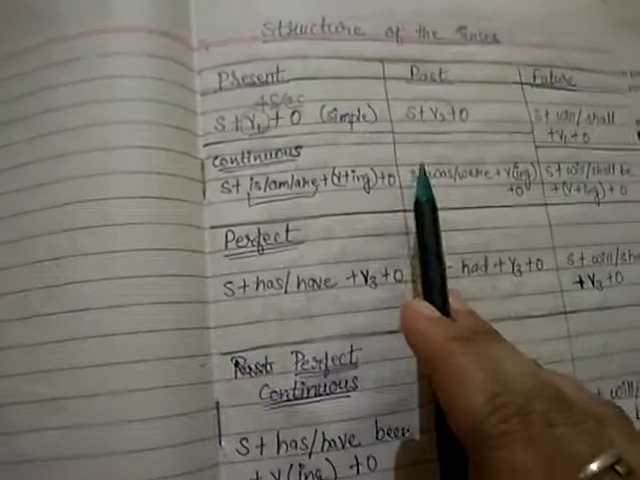 Structure of the Tenses
Present Past Future
+s/es
S+(V1)+O (simple) S+V2+O S+will/shall
+V1+O
Continuous
S+ is/am/are+(V+ing)+O was/were+V(ing) S+will/shall be
+O +(V+ing)+O
Perfect
S+has/have +V3+O had+V3+O S+will/sha
+V3+O
Perfect
Continuous
S+has/have been
+V(ing)+O